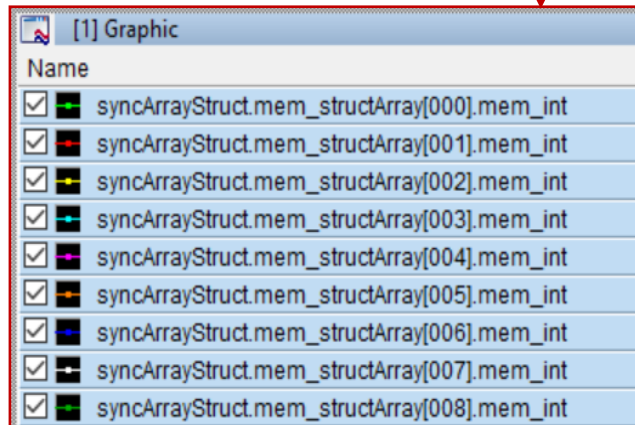 [1] Graphic
Name
syncArrayStruct.mem_structArray[000].mem_int
syncArrayStruct.mem_structArray[001].mem_int
syncArrayStruct.mem_structArray[002].mem_int
syncArrayStruct.mem_structArray[003].mem_int
syncArrayStruct.mem_structArray[004].mem_int
syncArrayStruct.mem_structArray[005].mem_int
syncArrayStruct.mem_structArray[006].mem_int
syncArrayStruct.mem_structArray[007].mem_int
syncArrayStruct.mem_structArray[008].mem_int